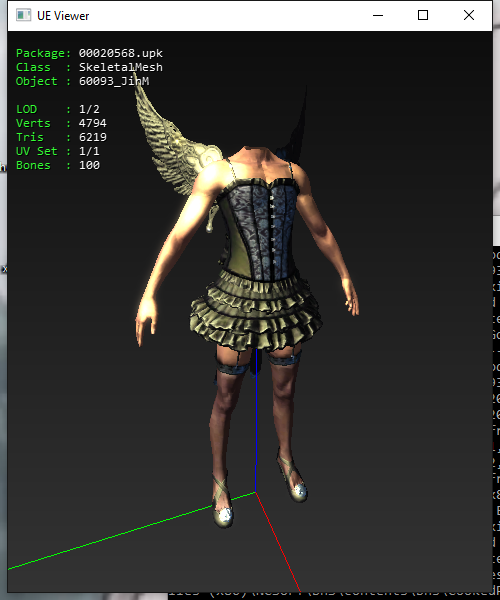 UE Viewer
Package: 00020568.upk
Class : SkeletalMesh
Object : 60093_JinM
LOD : 1/2
Verts : 4794
Tris : 6219
UV Set : 1/1
Bones : 100